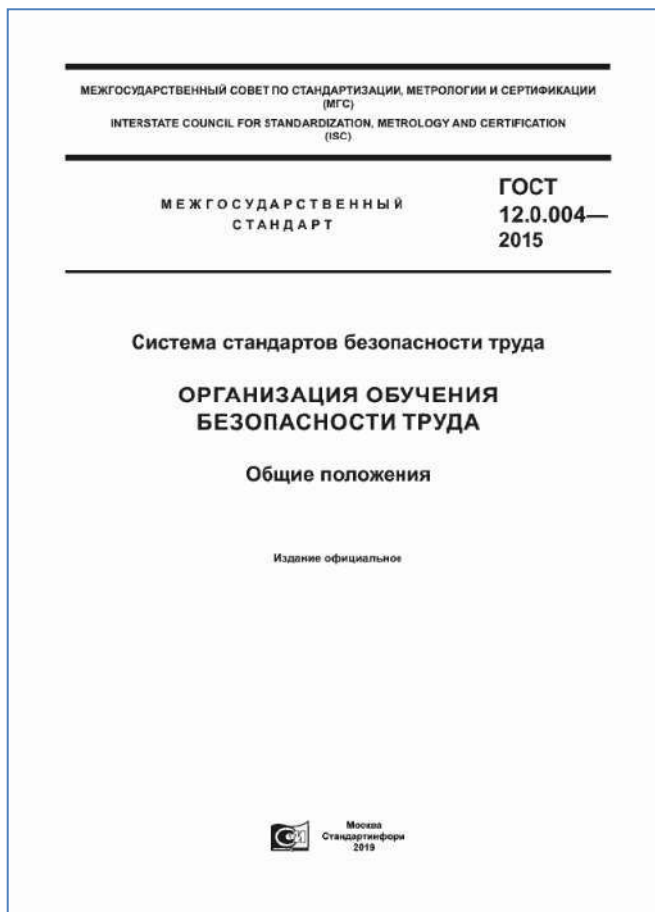 МЕЖГОСУДАРСТВЕННЫЙ СОВЕТ ПО СТАНДАРТИЗАЦИИ, МЕТРОЛОГИИ И СЕРТИФИКАЦИИ
(МГС)
INTERSTATE COUNCIL FOR STANDARDIZATION, METROLOGY AND CERTIFICATION
(ISC)
МЕЖГОСУДАРСТВЕННЫЙ
СТАНДАРТ
ГОСТ
12.0.004—
2015
Система стандартов безопасности труда
ОРГАНИЗАЦИЯ ОБУЧЕНИЯ
БЕЗОПАСНОСТИ ТРУДА
Общие положения
Издание официальное
Москва
Стандартинформ
2019